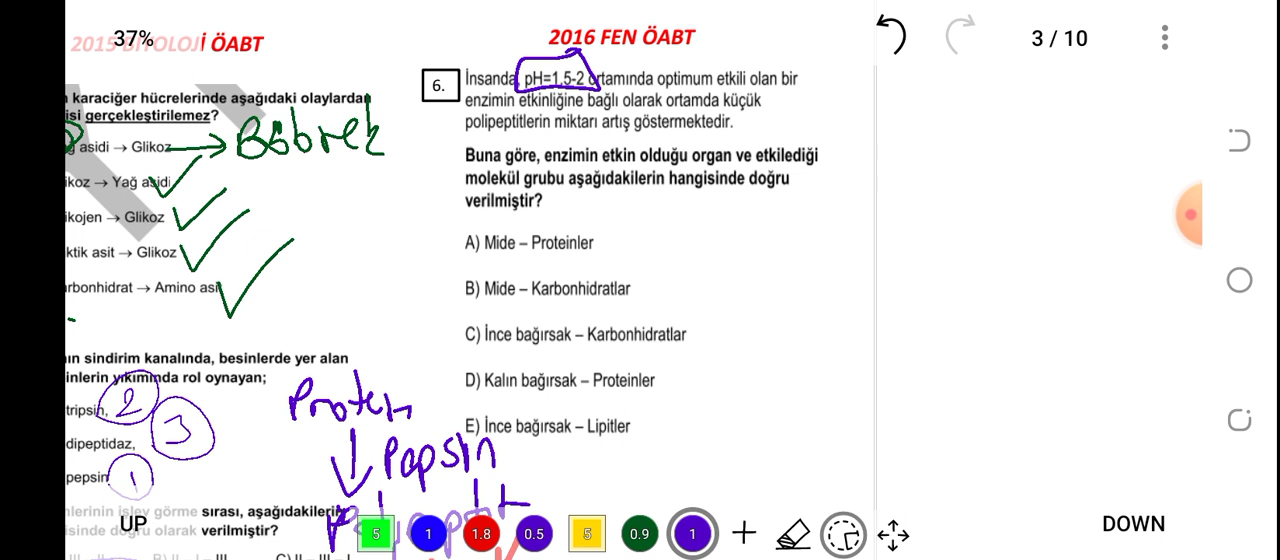 37%
2015 BİYOLOJİ ÖABT
karaciğer hücrelerinde aşağıdaki olaylardan
isi gerçekleştirilemez?
asidi → Glikoz → Böbrek
ikoz → Yağ asidi
ikojen → Glikoz
ktik asit → Glikoz
rbonhidrat → Amino asit
ın sindirim kanalında, besinlerde yer alan
inlerin yıkımında rol oynayan;
tripsin, 2
dipeptidaz, 3
pepsin 1
nlerinin işlev görme sırası, aşağıdakilerin
isinde doğru olarak verilmiştir?
UP
Protein
Pepsin
2016 FEN ÖABT
6. İnsanda, pH=1,5-2 ortamında optimum etkili olan bir
enzimin etkinliğine bağlı olarak ortamda küçük
polipeptitlerin miktarı artış göstermektedir.
Buna göre, enzimin etkin olduğu organ ve etkilediği
molekül grubu aşağıdakilerin hangisinde doğru
verilmiştir?
A) Mide – Proteinler
B) Mide – Karbonhidratlar
C) İnce bağırsak – Karbonhidratlar
D) Kalın bağırsak – Proteinler
E) İnce bağırsak – Lipitler
5 1 1.8 0.5 5 0.9 1
3 / 10
DOWN